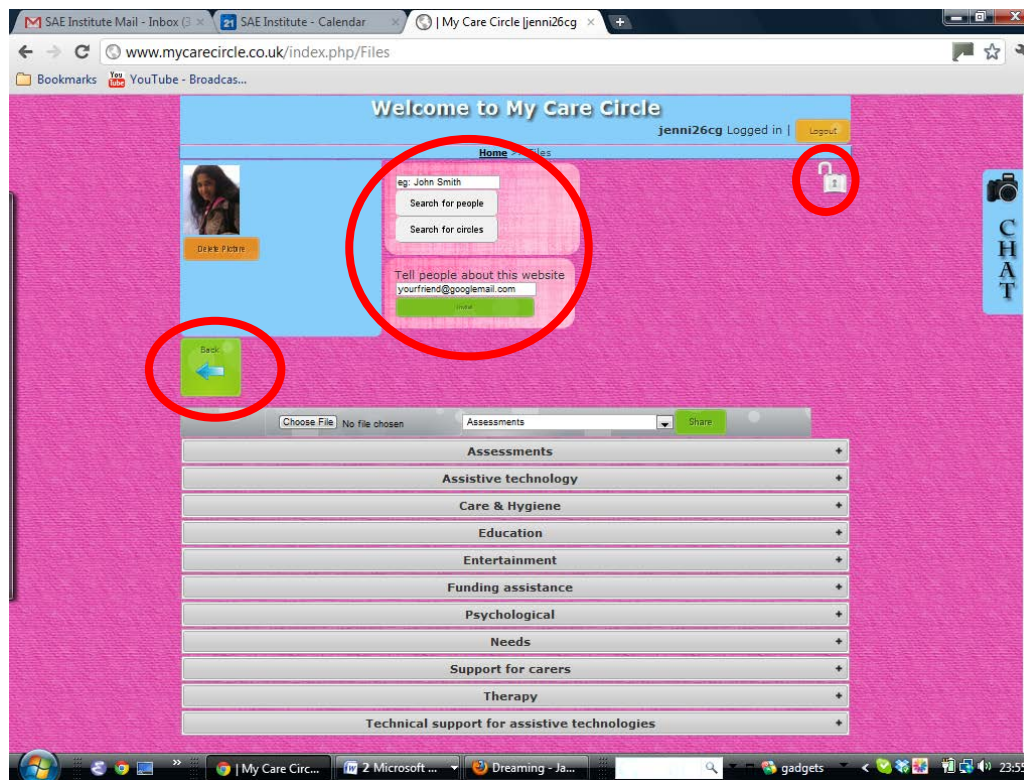 SAE Institute Mail - Inbox (3
SAE Institute - Calendar
| My Care Circle [jenni26cg
www.mycarecircle.co.uk/index.php/Files
Bookmarks
YouTube - Broadcas...
Welcome to My Care Circle
jenni26cg Logged in |
Logout
Home
Files
eg: John Smith
Search for people
Search for circles
Delete Picture
Tell people about this website
yourfriend@googlemail.com
CHAT
Back
Choose File No file chosen
Assessments
Share
Assessments +
Assistive technology +
Care & Hygiene +
Education +
Entertainment +
Funding assistance +
Psychological +
Needs +
Support for carers +
Therapy +
Technical support for assistive technologies +
| My Care Circ...
2 Microsoft ...
Dreaming - Ja...
gadgets
23:55